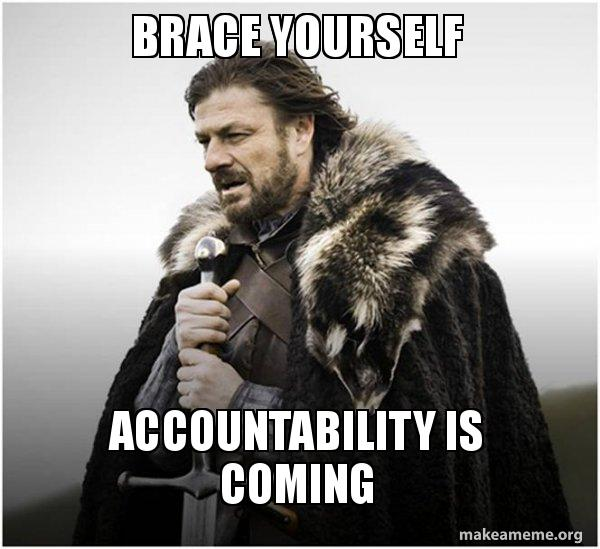 BRACE YOURSELF
ACCOUNTABILITY IS
COMING
makeameme.org